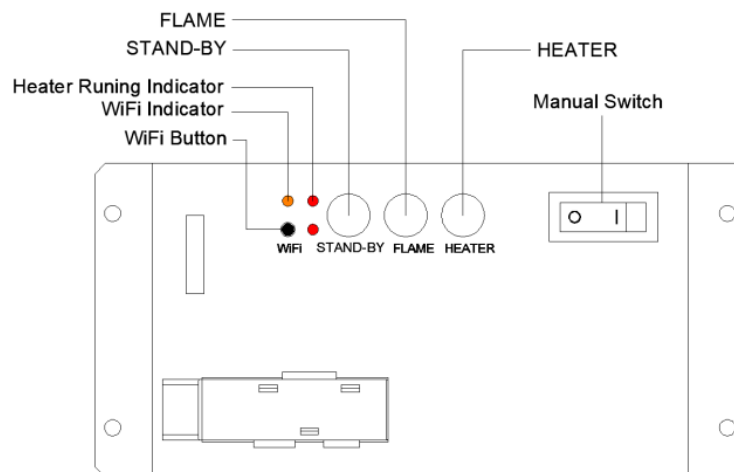 FLAME
STAND-BY
HEATER
Heater Runing Indicator
WiFi Indicator
Manual Switch
WiFi Button
O I
WiFi STAND-BY FLAME HEATER